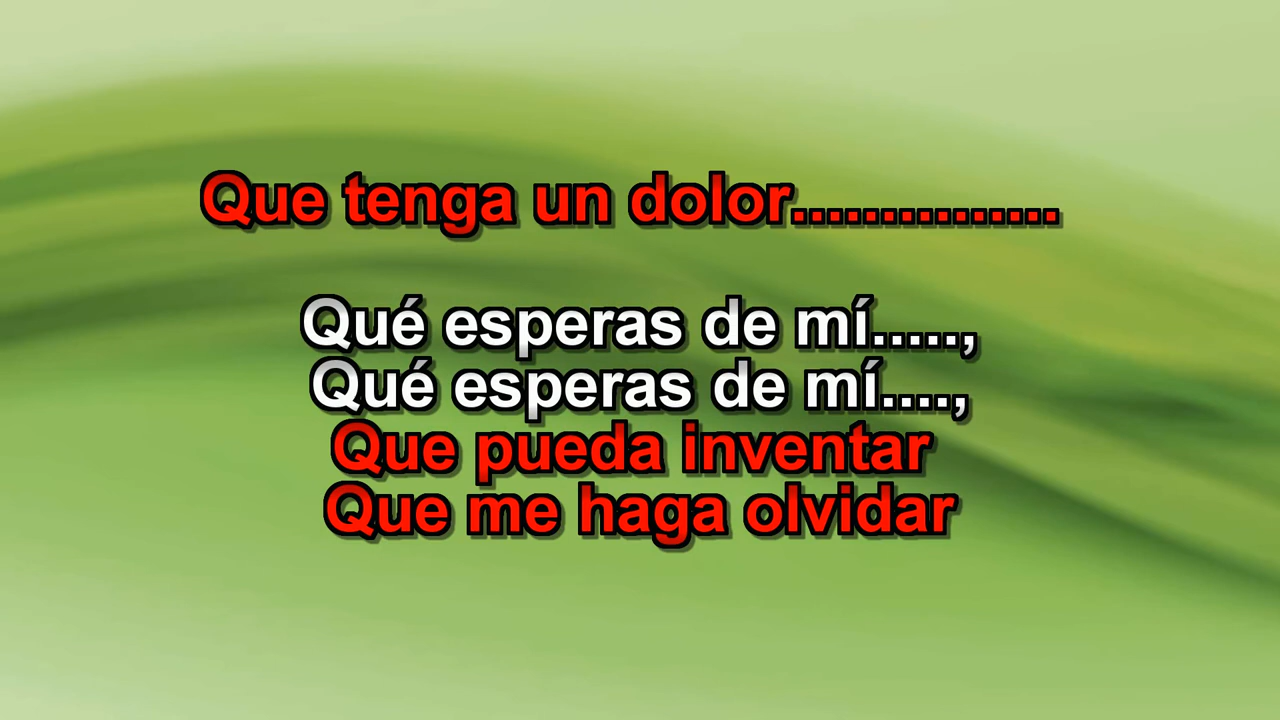 Que tenga un dolor...............
Qué esperas de mí.....,
Qué esperas de mí....,
Que pueda inventar
Que me haga olvidar